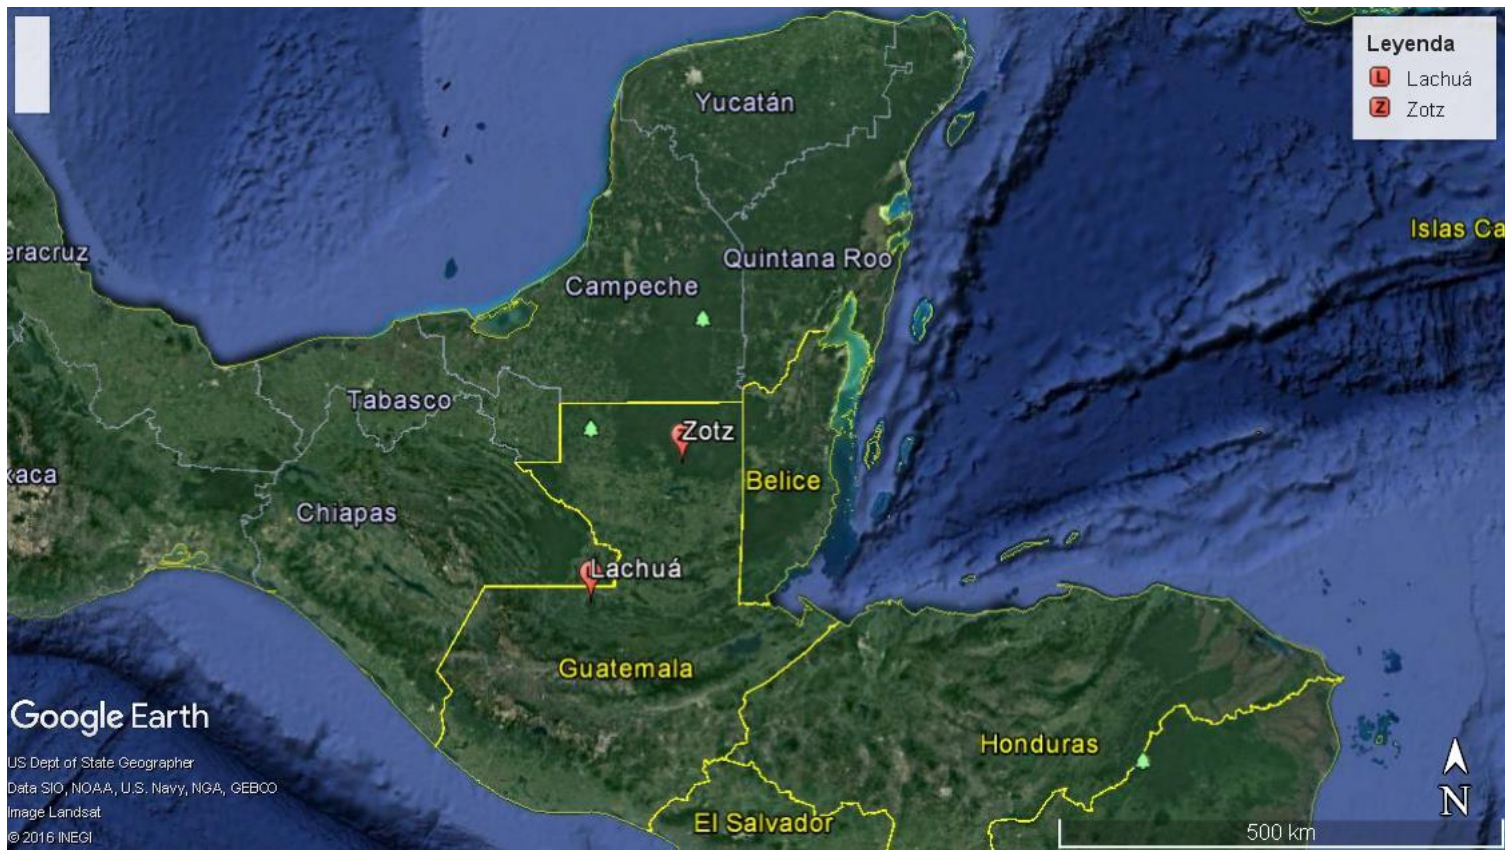 Leyenda
L Lachuá
Z Zotz
Yucatán
Islas Ca
eracruz
Quintana Roo
Campeche
Tabasco
Zotz
xaca
Belice
Chiapas
Lachuá
Guatemala
Google Earth
Honduras
US Dept of State Geographer
Data SIO, NOAA, U.S. Navy, NGA, GEBCO
Image Landsat
© 2016 INEGI
N
El Salvador
500 km